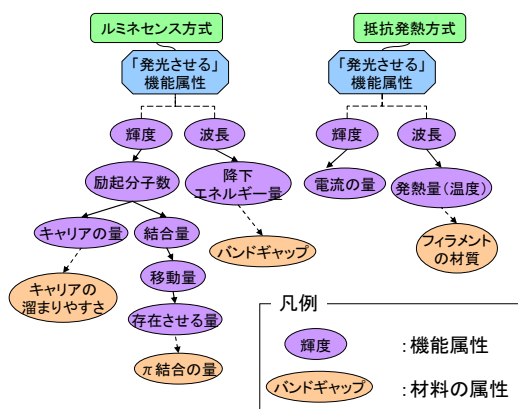 ルミネセンス方式
「発光させる」
機能属性
輝度
波長
励起分子数
降下
エネルギー量
キャリアの量
結合量
バンドギャップ
移動量
キャリアの
溜まりやすさ
存在させる量
π結合の量
抵抗発熱方式
「発光させる」
機能属性
輝度
波長
電流の量
発熱量(温度)
フィラメント
の材質
凡例
輝度
:機能属性
バンドギャップ
:材料の属性